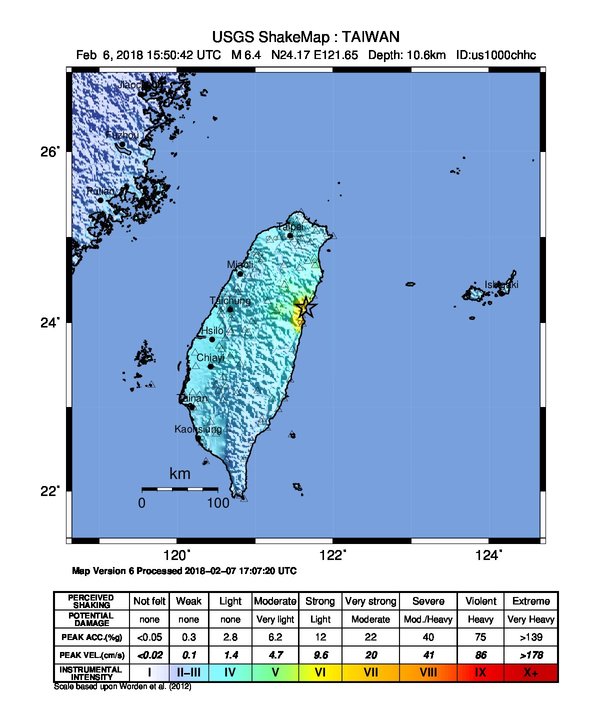 USGS ShakeMap : TAIWAN
Feb 6, 2018 15:50:42 UTC M 6.4 N24.17 E121.65 Depth: 10.6km ID:us1000chhc
26˚
24˚
22˚
120˚ 122˚ 124˚
Fuzhou
Putian
Taipei
Miaoli
Taichung
Hsilo
Chiayi
Tainan
Kaohsiung
Ishigaki
km
0 100
Map Version 6 Processed 2018-02-07 17:07:20 UTC
PERCEIVED SHAKING Not felt Weak Light Moderate Strong Very strong Severe Violent Extreme
POTENTIAL DAMAGE none none none Very light Light Moderate Mod./Heavy Heavy Very Heavy
PEAK ACC.(%g) <0.05 0.3 2.8 6.2 12 22 40 75 >139
PEAK VEL.(cm/s) <0.02 0.1 1.4 4.7 9.6 20 41 86 >178
INSTRUMENTAL INTENSITY I II-III IV V VI VII VIII IX X+
Scale based upon Worden et al. (2012)